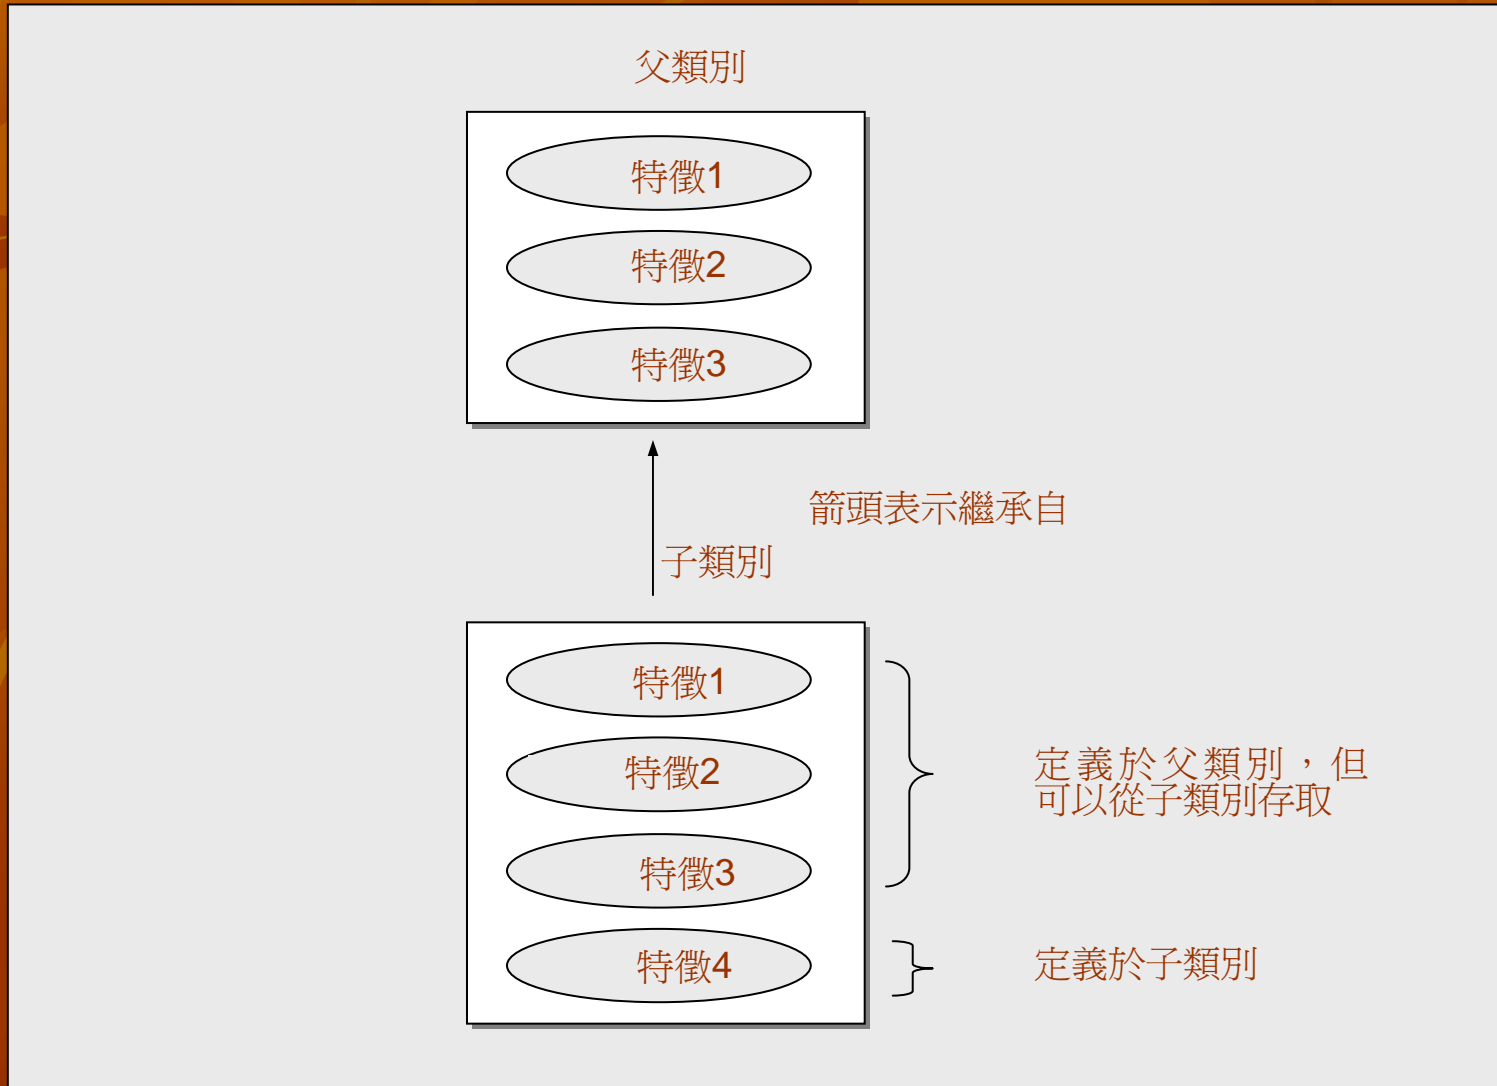 父類別
特徵1
特徵2
特徵3
箭頭表示繼承自
子類別
特徵1
特徵2
特徵3
特徵4
定義於父類別，但
可以從子類別存取
定義於子類別